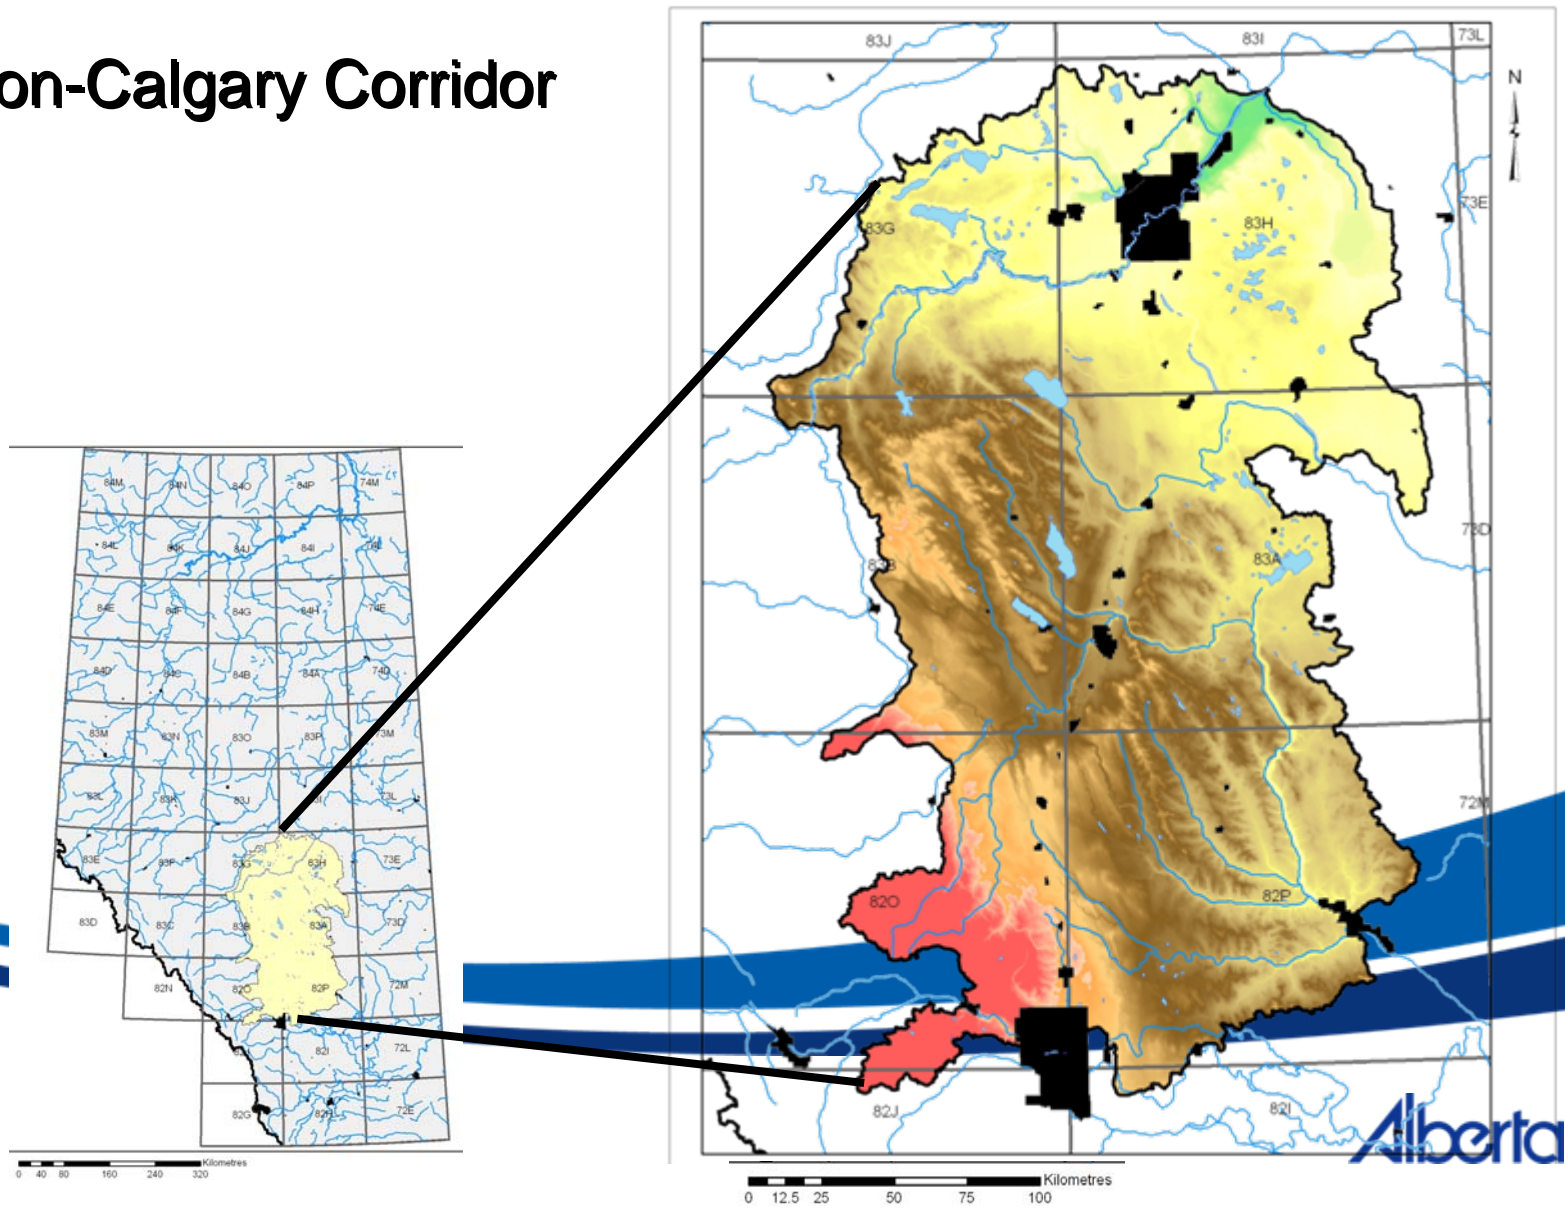 on-Calgary Corridor
83J
83I
73L
N
73E
83G
83H
73D
83A
72M
82O
82P
82J
82I
Alberta
Kilometres
0 12.5 25 50 75 100
84M 84N 84O 84P 74M
84L 84K 84J 84I 74L
84E 84F 84G 84H 74E
84D 84C 84B 84A 74D
83M 83N 83O 83P 73M
83L 83K 83J 83I 73L
83E 83F 83G 83H 73E
83D 83C 83B 83A 73D
82N 82O 82P 72M
82I 72L
82G 82H 72E
Kilometres
0 40 80 160 240 320